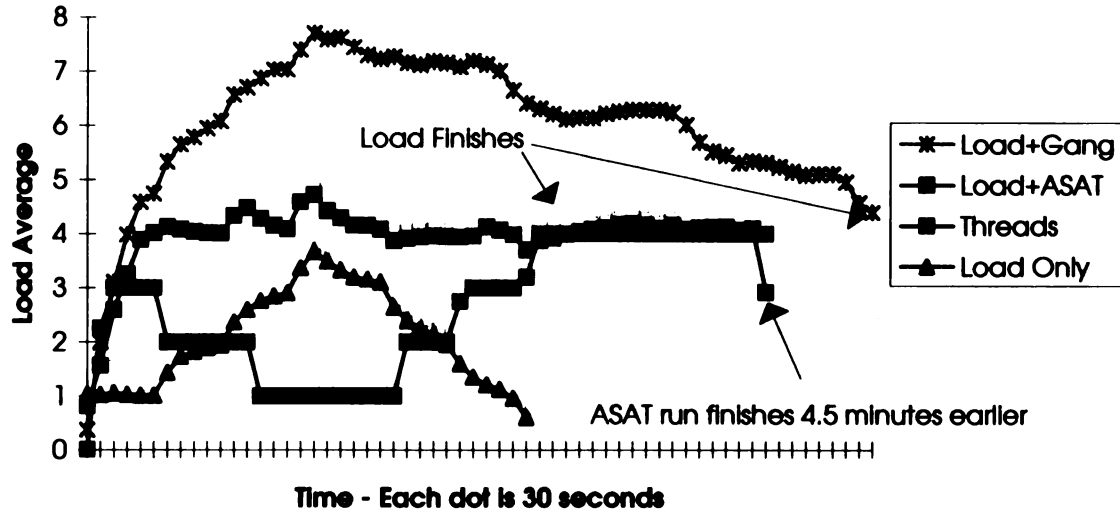 8
7
6
5
4
3
2
1
0
Load Average
Load Finishes
Load+Gang
Load+ASAT
Threads
Load Only
ASAT run finishes 4.5 minutes earlier
Time - Each dot is 30 seconds